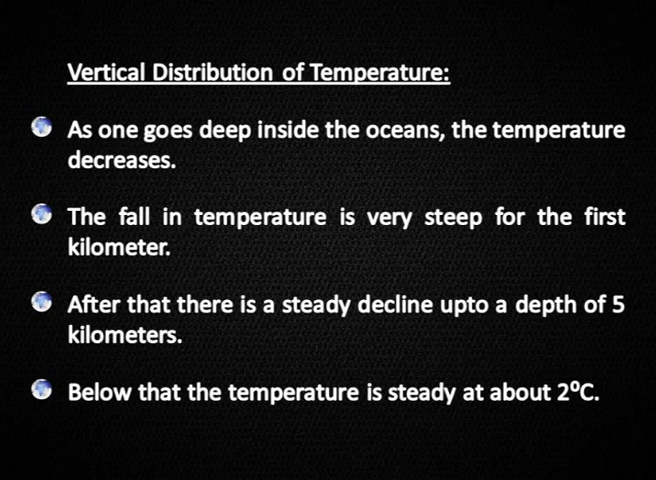 Vertical Distribution of Temperature:
As one goes deep inside the oceans, the temperature
decreases.
The fall in temperature is very steep for the first
kilometer.
After that there is a steady decline upto a depth of 5
kilometers.
Below that the temperature is steady at about 2⁰C.